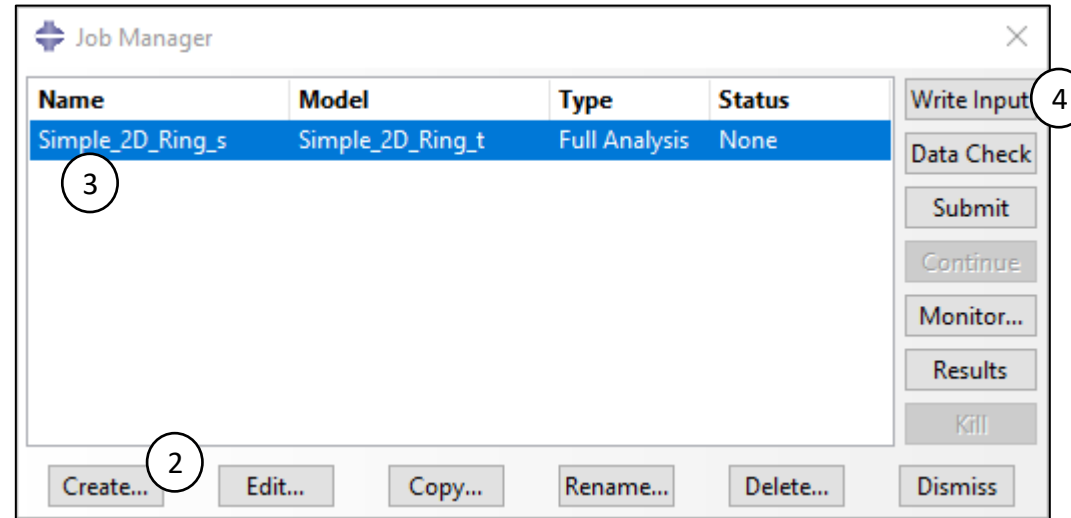 Job Manager
Name Model Type Status
Simple_2D_Ring_s Simple_2D_Ring_t Full Analysis None
3
Write Input
4
Data Check
Submit
Continue
Monitor...
Results
Kill
2
Create... Edit... Copy... Rename... Delete... Dismiss